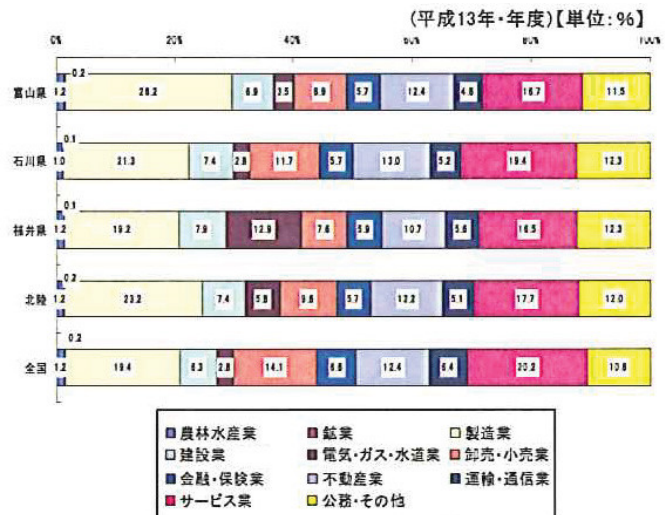 (平成13年・年度)【単位:%】
0% 20% 40% 60% 80% 100%
0.2
富山県 1.2 28.2 6.9 3.5 8.9 5.7 12.4 4.8 16.7 11.5
0.1
石川県 1.0 21.3 7.4 2.8 11.7 5.7 13.0 5.2 19.4 12.3
0.1
福井県 1.2 19.2 7.9 12.9 7.6 5.9 10.7 5.6 16.5 12.3
0.2
北陸 1.2 23.2 7.4 5.8 9.6 5.7 12.2 5.1 17.7 12.0
0.2
全国 1.2 19.4 6.3 2.8 14.1 6.6 12.4 6.4 20.2 10.6
農林水産業 鉱業 製造業
建設業 電気・ガス・水道業 卸売・小売業
金融・保険業 不動産業 運輸・通信業
サービス業 公務・その他